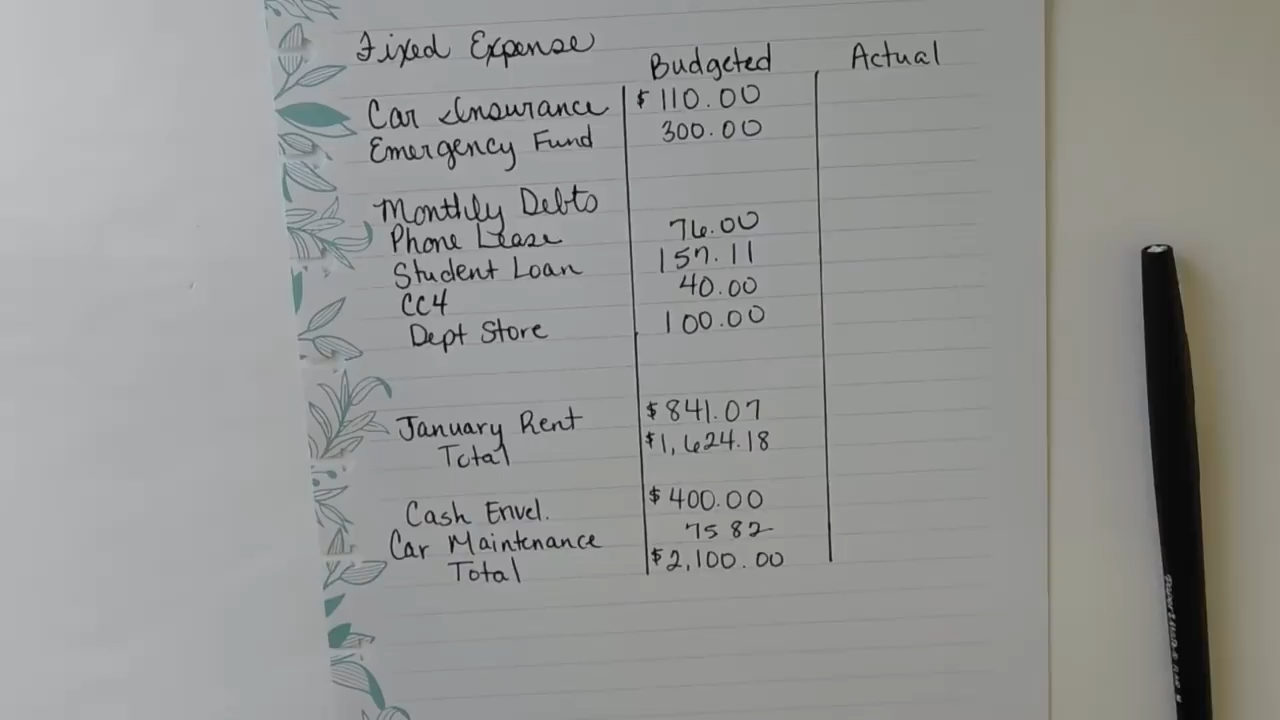 Fixed Expense
Budgeted Actual
Car Insurance $ 110.00
Emergency Fund 300.00
Monthly Debts
Phone Lease 76.00
Student Loan 157.11
CC4 40.00
Dept Store 100.00
January Rent $ 841.07
Total $1,624.18
Cash Envel. $ 400.00
Car Maintenance 75 82
Total $2,100.00